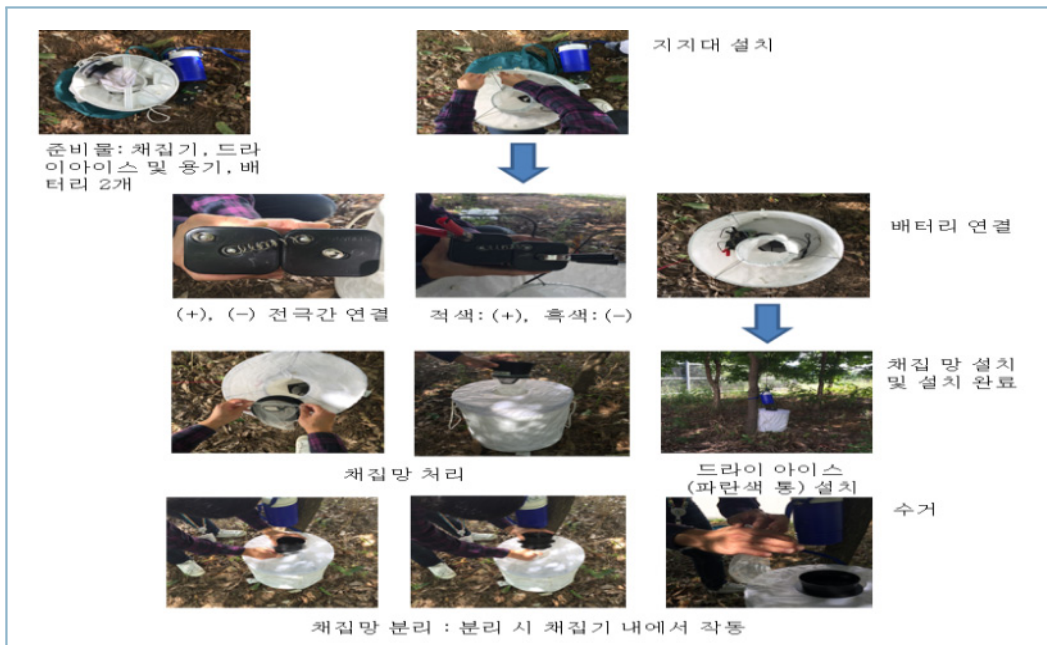 지지대 설치
준비물: 채집기, 드라
이아이스 및 용기, 배
터리 2개
배터리 연결
(+), (-) 전극간 연결
적색: (+), 흑색: (-)
채집 망 설치
및 설치 완료
채집망 처리
드라이 아이스
(파란색 통) 설치
수거
채집망 분리 : 분리 시 채집기 내에서 작동